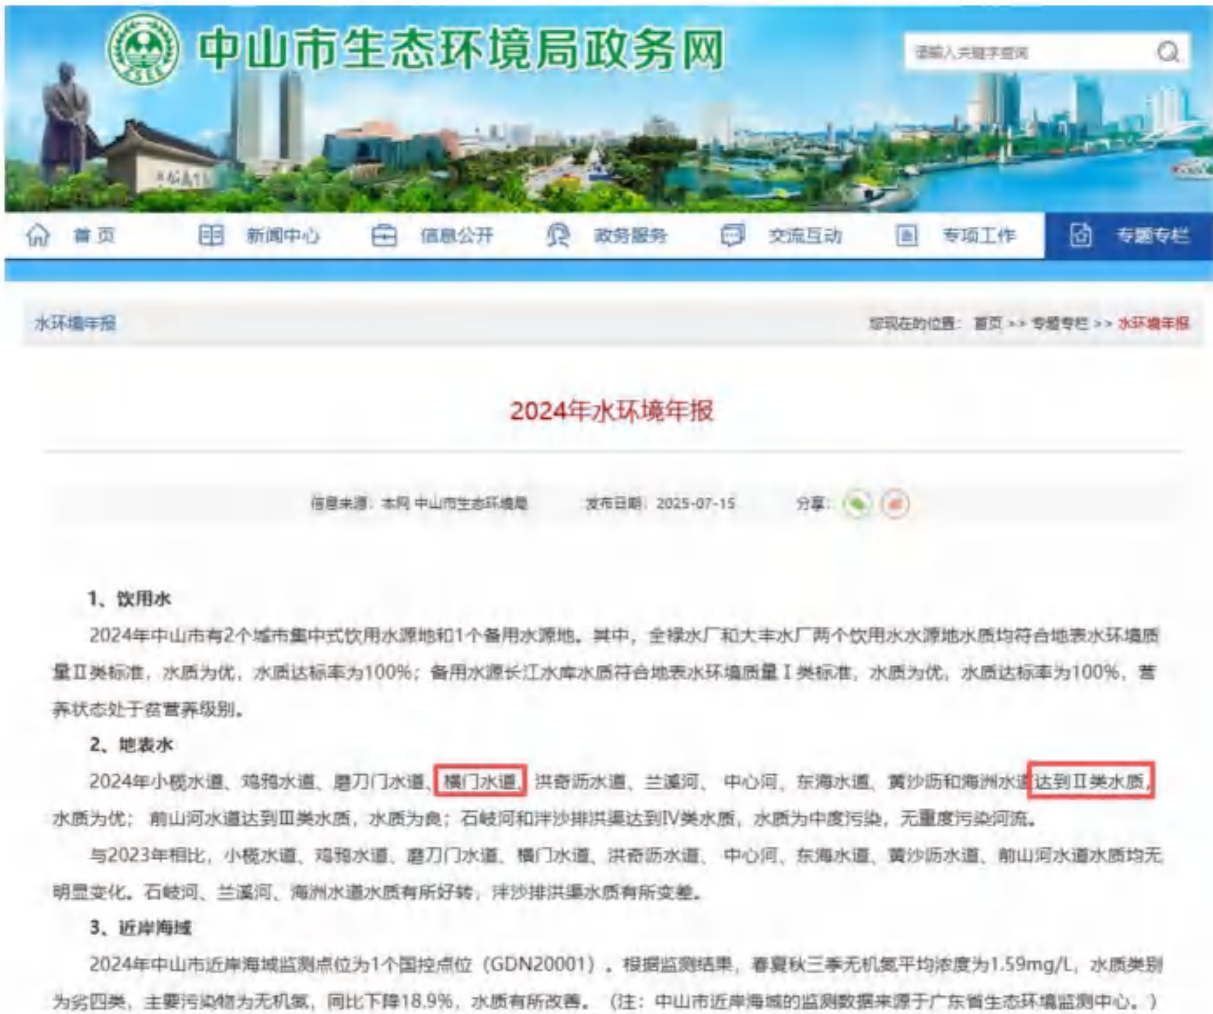 中山市生态环境局政务网
ZSEE
请输入关键字查询
首页 新闻中心 信息公开 政务服务 交流互动 专项工作 专题专栏
水环境年报 您现在的位置： 首页 >> 专题专栏 >> 水环境年报
2024年水环境年报
信息来源：本网 中山市生态环境局 发布日期：2025-07-15 分享：
1、饮用水
2024年中山市有2个城市集中式饮用水源地和1个备用水源地。其中，全禄水厂和大丰水厂两个饮用水水源地水质均符合地表水环境质
量Ⅱ类标准，水质为优，水质达标率为100%；备用水源长江水库水质符合地表水环境质量Ⅰ类标准，水质为优，水质达标率为100%，营
养状态处于贫营养级别。
2、地表水
2024年小榄水道、鸡鸦水道、磨刀门水道、横门水道、洪奇沥水道、兰溪河、中心河、东海水道、黄沙沥和海洲水道达到Ⅱ类水质，
水质为优； 前山河水道达到Ⅲ类水质，水质为良；石岐河和泮沙排洪渠达到Ⅳ类水质，水质为中度污染，无重度污染河流。
与2023年相比，小榄水道、鸡鸦水道、磨刀门水道、横门水道、洪奇沥水道、 中心河、东海水道、黄沙沥水道、前山河水道水质均无
明显变化。石岐河、兰溪河、海洲水道水质有所好转，泮沙排洪渠水质有所变差。
3、近岸海域
2024年中山市近岸海域监测点位为1个国控点位（GDN20001）。根据监测结果，春夏秋三季无机氮平均浓度为1.59mg/L，水质类别
为劣四类，主要污染物为无机氮，同比下降18.9%，水质有所改善。（注：中山市近岸海域的监测数据来源于广东省生态环境监测中心。）